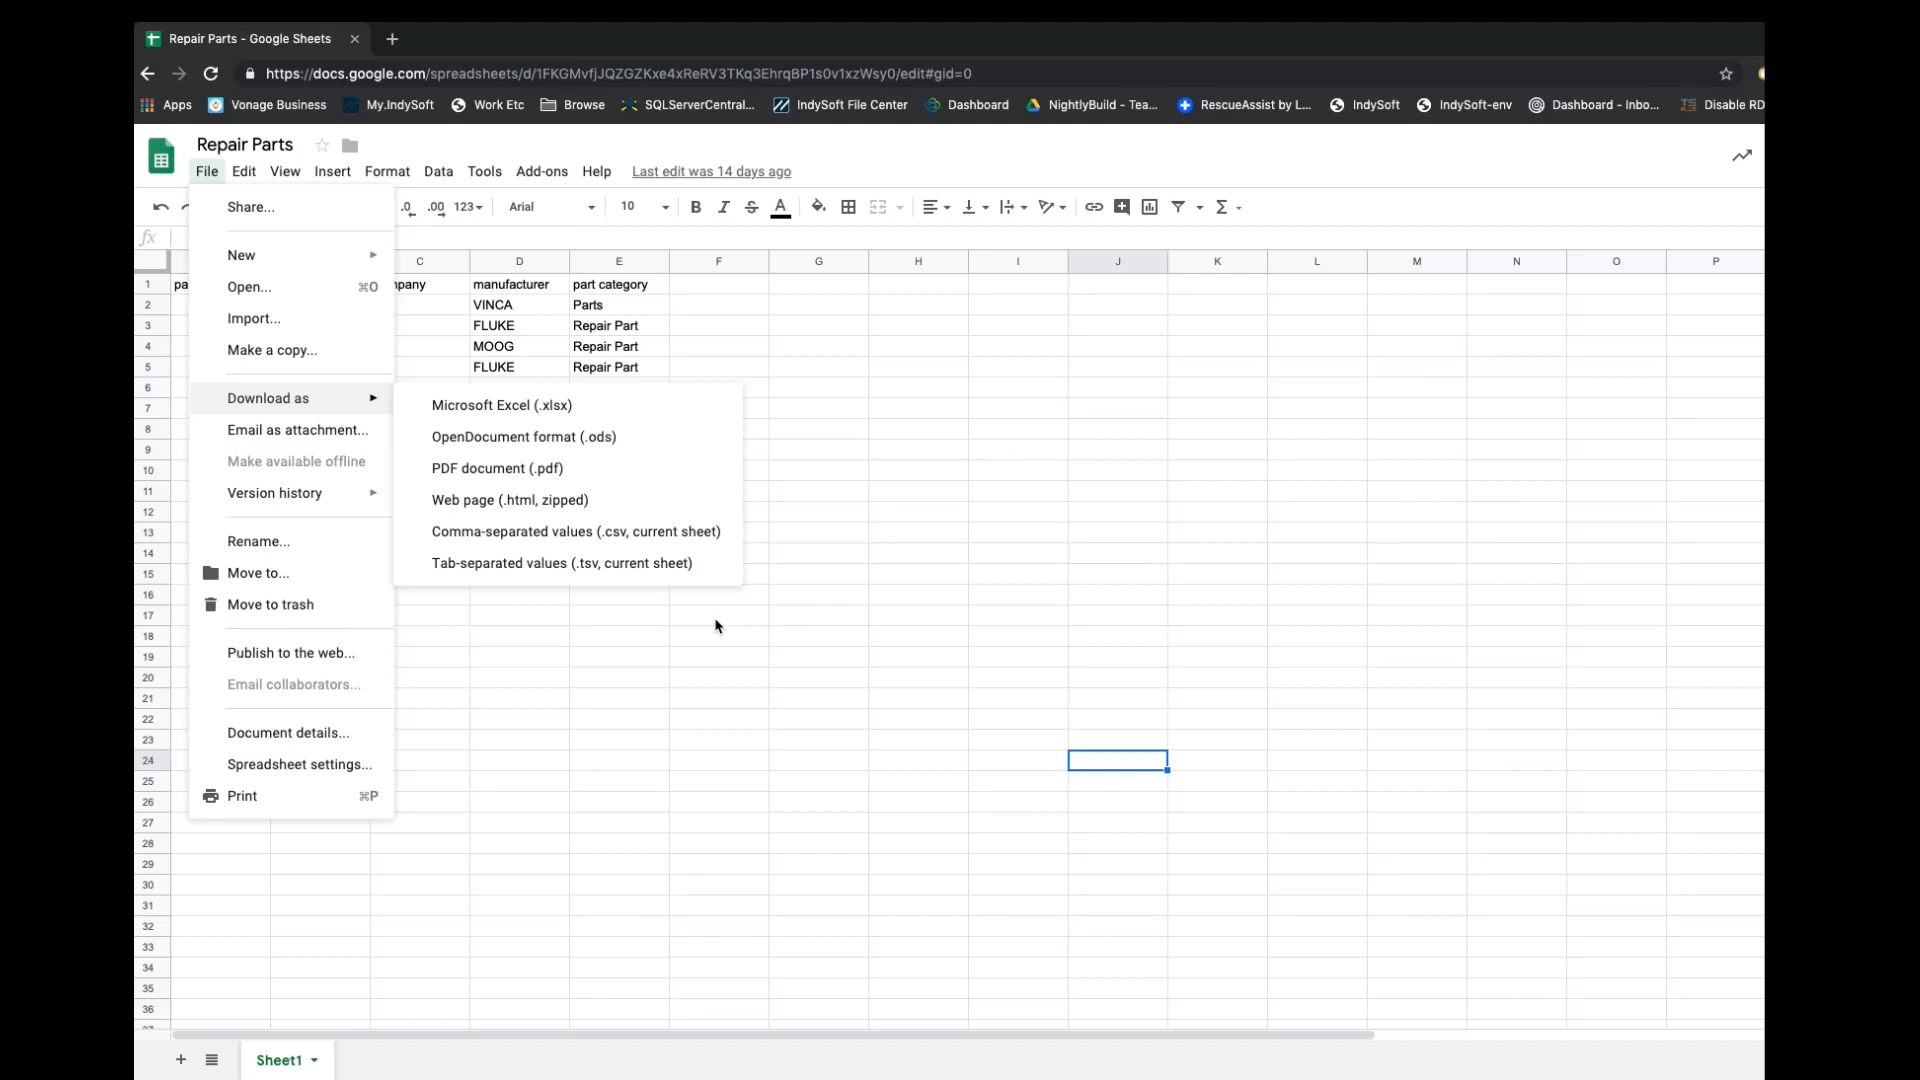 Repair Parts - Google Sheets
https://docs.google.com/spreadsheets/d/1FKGMvfjJQZGZKxe4xReRV3TKq3EhrqBP1s0v1xzWsy0/edit#gid=0
Apps Vonage Business My.IndySoft Work Etc Browse SQLServerCentral... IndySoft File Center Dashboard NightlyBuild - Tea... RescueAssist by L... IndySoft IndySoft-env Dashboard - Inbo... Disable RD
Repair Parts
File Edit View Insert Format Data Tools Add-ons Help Last edit was 14 days ago
.0 .00 123 Arial 10 B I S A
fx
C D E F G H I J K L M N O P
1 pa mpany manufacturer part category
2 VINCA Parts
3 FLUKE Repair Part
4 MOOG Repair Part
5 FLUKE Repair Part
6
7
8
9
10
11
12
13
14
15
16
17
18
19
20
21
22
23
24
25
26
27
28
29
30
31
32
33
34
35
36
Share...
New
Open... ⌘O
Import...
Make a copy...
Download as
Email as attachment...
Make available offline
Version history
Rename...
Move to...
Move to trash
Publish to the web...
Email collaborators...
Document details...
Spreadsheet settings...
Print ⌘P
Microsoft Excel (.xlsx)
OpenDocument format (.ods)
PDF document (.pdf)
Web page (.html, zipped)
Comma-separated values (.csv, current sheet)
Tab-separated values (.tsv, current sheet)
Sheet1